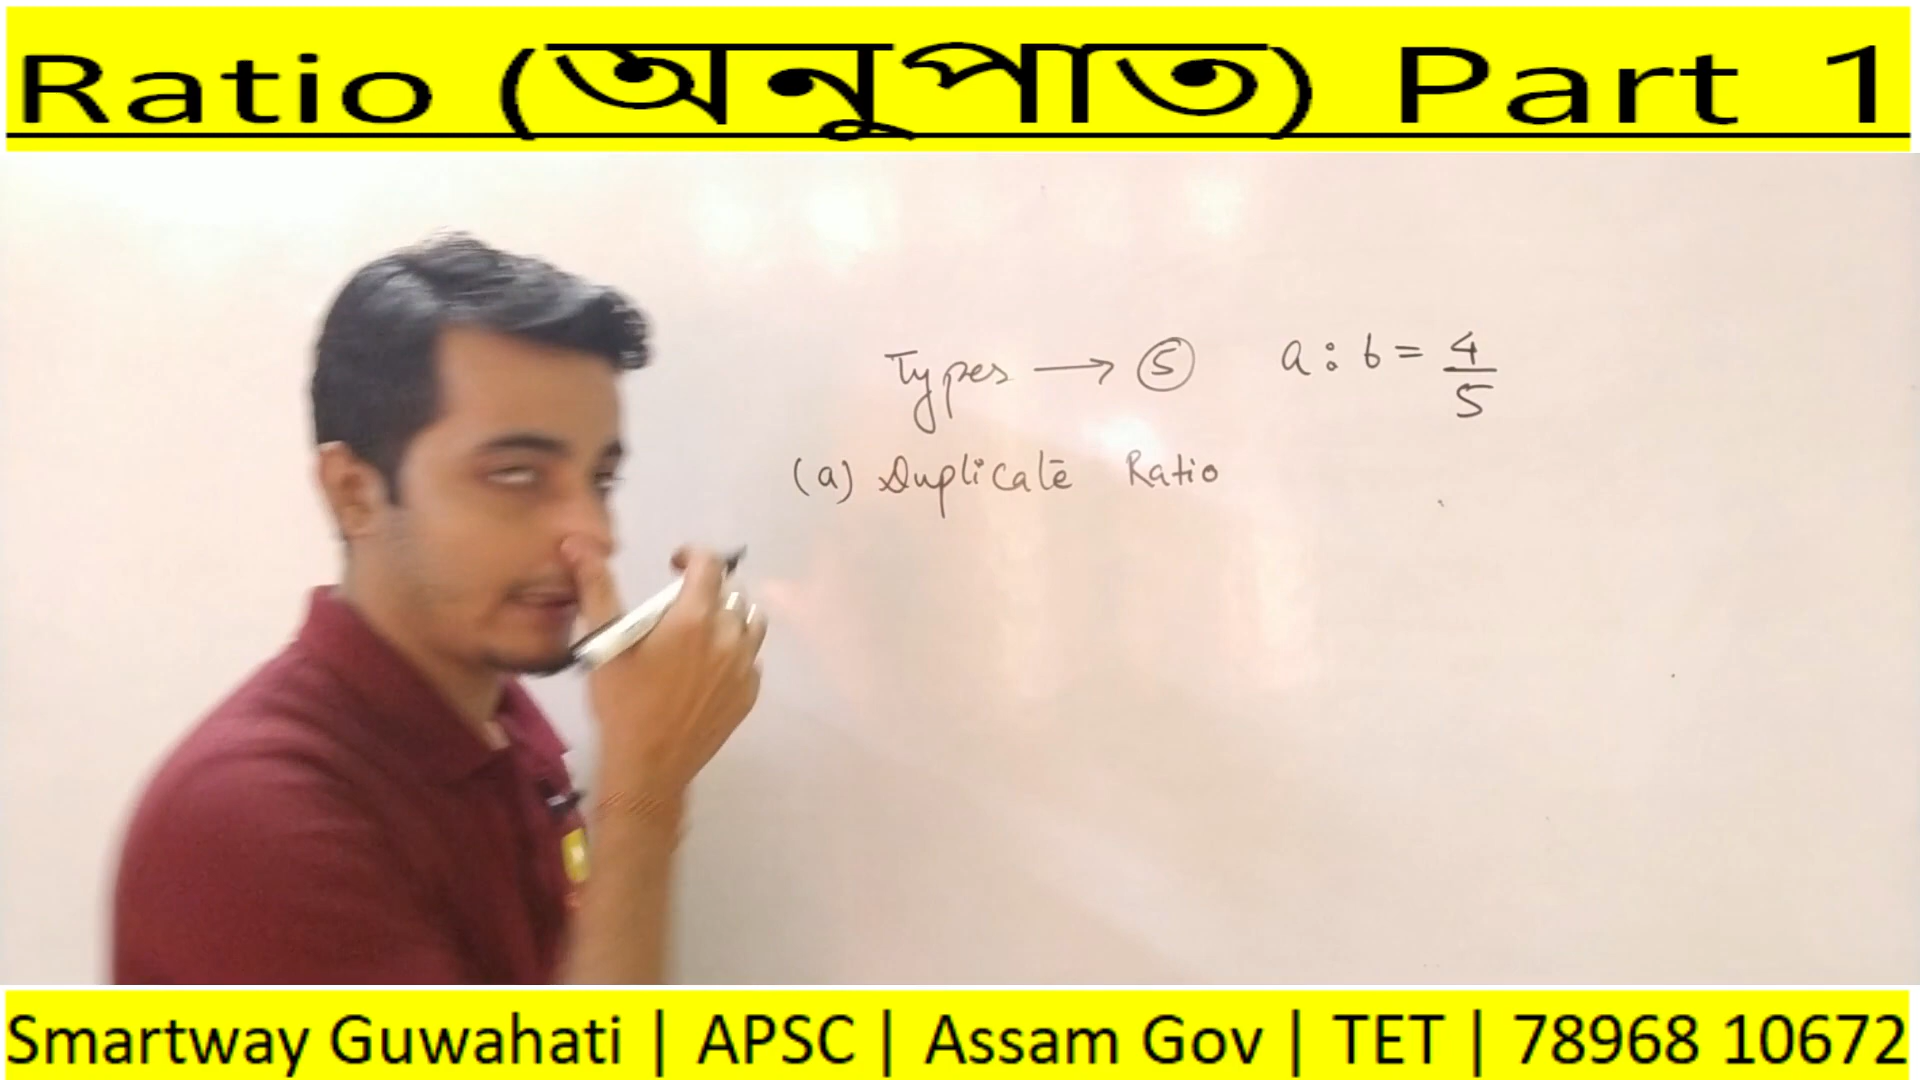 Ratio (অনুপাত) Part 1
Types → 5 a : b = 4/5
(a) Duplicate Ratio
Smartway Guwahati | APSC | Assam Gov | TET | 78968 10672